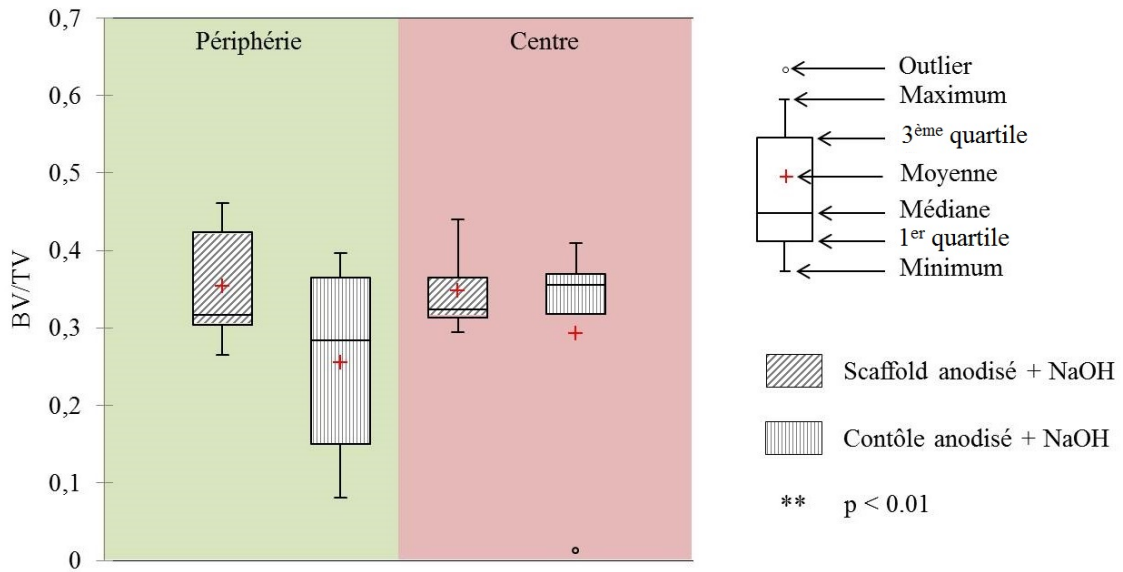 0,7
0,6
0,5
0,4
0,3
0,2
0,1
0
BV/TV
Périphérie
Centre
Outlier
Maximum
3ème quartile
Moyenne
Médiane
1er quartile
Minimum
Scaffold anodisé + NaOH
Contôle anodisé + NaOH
** p < 0.01